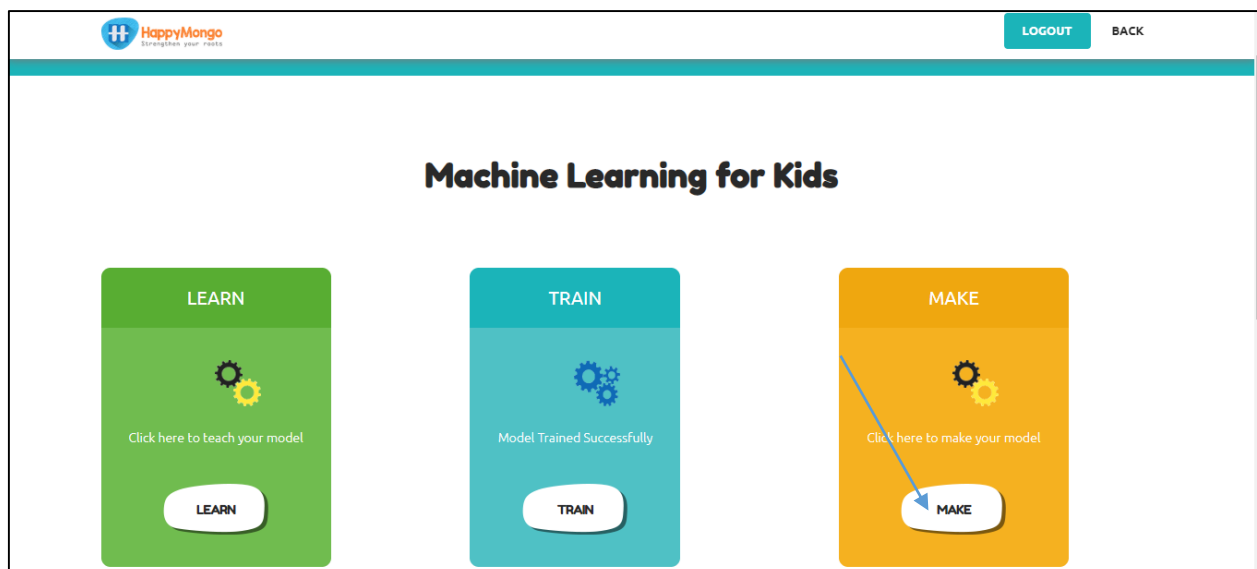 HappyMongo
Strengthen your roots
LOGOUT BACK
Machine Learning for Kids
LEARN
Click here to teach your model
LEARN
TRAIN
Model Trained Successfully
TRAIN
MAKE
Click here to make your model
MAKE